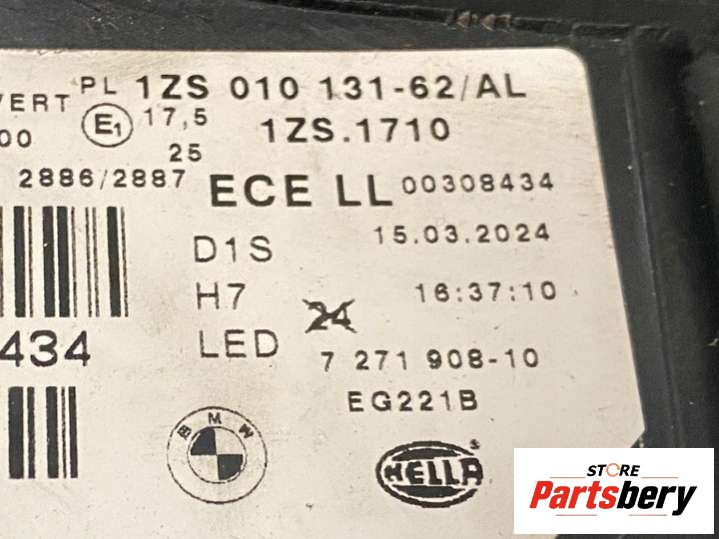 VERT PL 1ZS 010 131-62/AL
00 E1 17,5 1ZS.1710
25
2886/2887 ECE LL 00308434
D1S 15.03.2024
H7 24 16:37:10
434 LED 7 271 908-10
EG221B
BMW HELLA
STORE
Partsbery